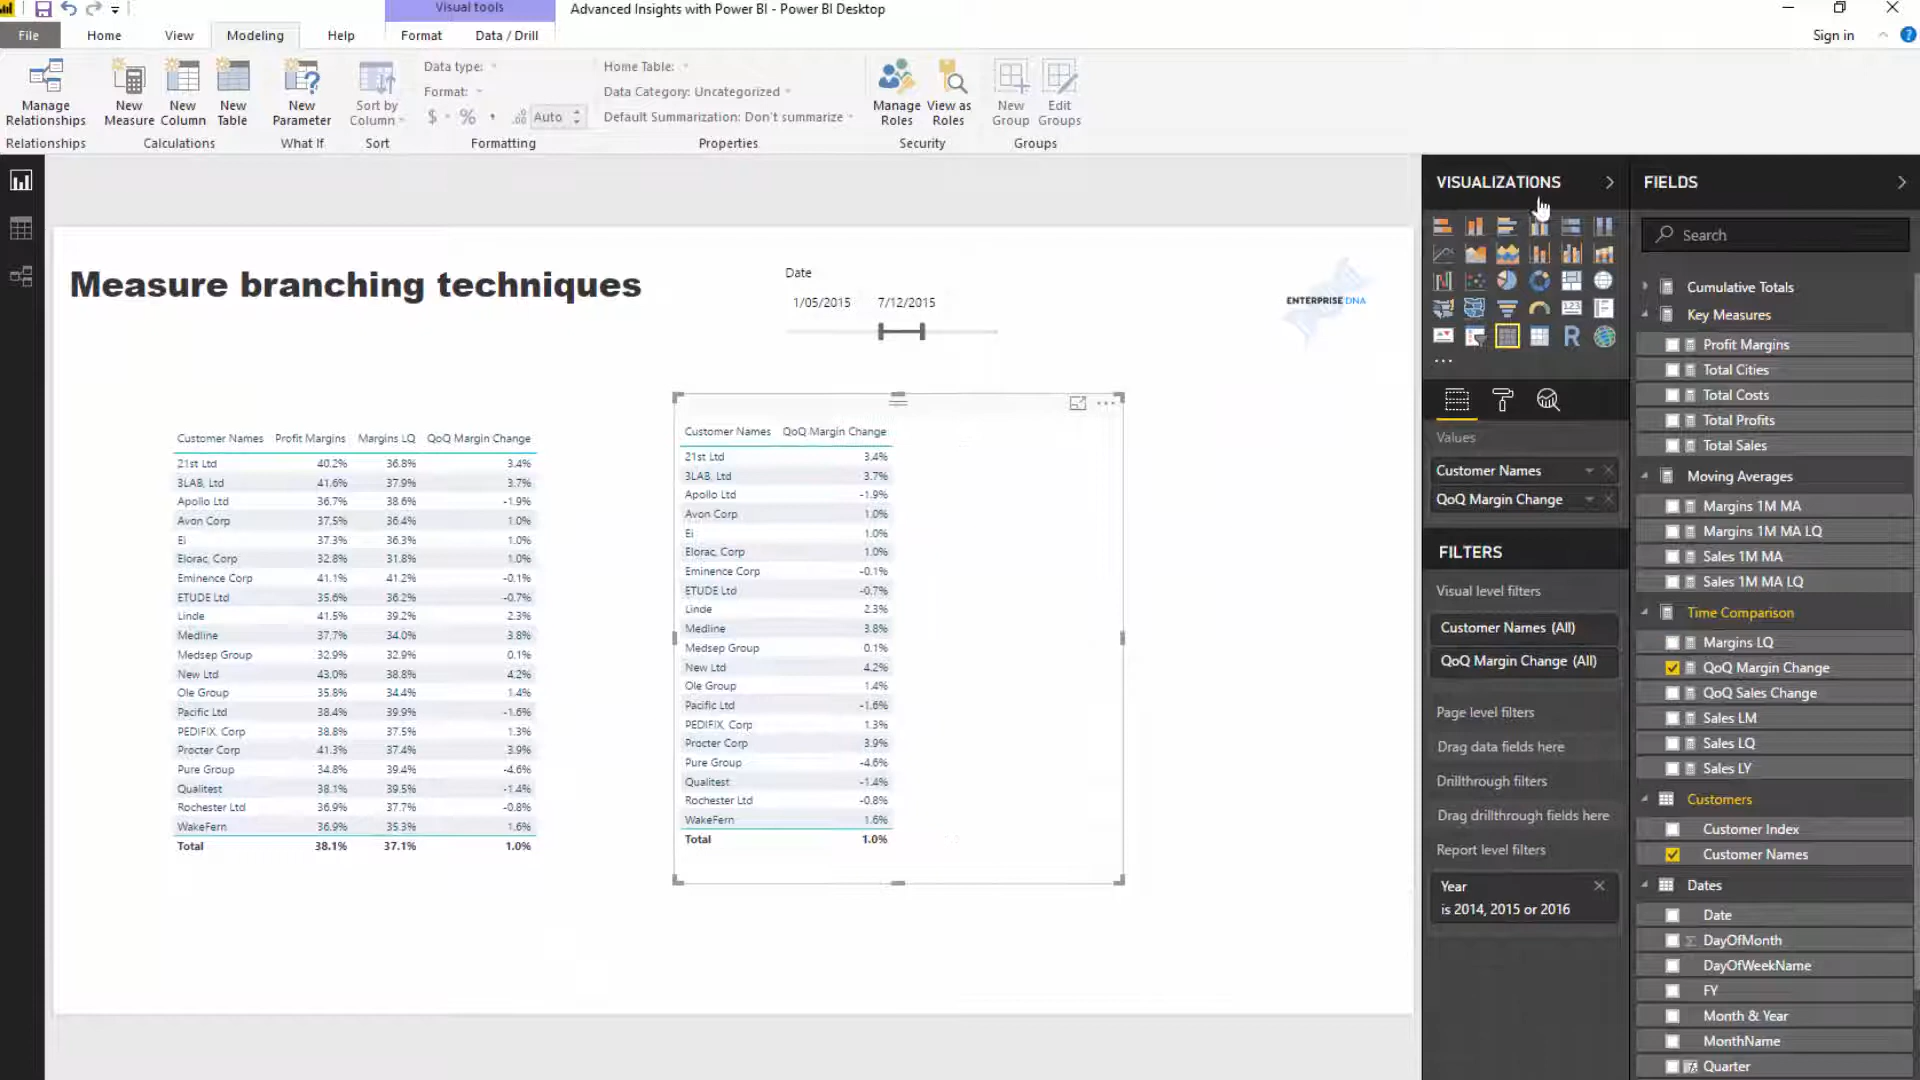 Visual tools
Advanced Insights with Power BI - Power BI Desktop
File
Home
View
Modeling
Help
Format
Data / Drill
Sign in
Manage Relationships
New Measure
New Column
New Table
New Parameter
Sort by Column
Data type:
Format:
$ % , .00 Auto
Home Table:
Data Category: Uncategorized
Default Summarization: Don't summarize
Manage Roles
View as Roles
New Group
Edit Groups
Relationships
Calculations
What If
Sort
Formatting
Properties
Security
Groups
Measure branching techniques
Date
1/05/2015 7/12/2015
ENTERPRISE DNA
Customer Names Profit Margins Margins LQ QoQ Margin Change
21st Ltd 40.2% 36.8% 3.4%
3LAB, Ltd 41.6% 37.9% 3.7%
Apollo Ltd 36.7% 38.6% -1.9%
Avon Corp 37.5% 36.4% 1.0%
Ei 37.3% 36.3% 1.0%
Elorac, Corp 32.8% 31.8% 1.0%
Eminence Corp 41.1% 41.2% -0.1%
ETUDE Ltd 35.6% 36.2% -0.7%
Linde 41.5% 39.2% 2.3%
Medline 37.7% 34.0% 3.8%
Medsep Group 32.9% 32.9% 0.1%
New Ltd 43.0% 38.8% 4.2%
Ole Group 35.8% 34.4% 1.4%
Pacific Ltd 38.4% 39.9% -1.6%
PEDIFIX, Corp 38.8% 37.5% 1.3%
Procter Corp 41.3% 37.4% 3.9%
Pure Group 34.8% 39.4% -4.6%
Qualitest 38.1% 39.5% -1.4%
Rochester Ltd 36.9% 37.7% -0.8%
WakeFern 36.9% 35.3% 1.6%
Total 38.1% 37.1% 1.0%
Customer Names QoQ Margin Change
21st Ltd 3.4%
3LAB, Ltd 3.7%
Apollo Ltd -1.9%
Avon Corp 1.0%
Ei 1.0%
Elorac, Corp 1.0%
Eminence Corp -0.1%
ETUDE Ltd -0.7%
Linde 2.3%
Medline 3.8%
Medsep Group 0.1%
New Ltd 4.2%
Ole Group 1.4%
Pacific Ltd -1.6%
PEDIFIX, Corp 1.3%
Procter Corp 3.9%
Pure Group -4.6%
Qualitest -1.4%
Rochester Ltd -0.8%
WakeFern 1.6%
Total 1.0%
VISUALIZATIONS
R
Values
Customer Names
QoQ Margin Change
FILTERS
Visual level filters
Customer Names (All)
QoQ Margin Change (All)
Page level filters
Drag data fields here
Drillthrough filters
Drag drillthrough fields here
Report level filters
Year
is 2014, 2015 or 2016
FIELDS
Search
Cumulative Totals
Key Measures
Profit Margins
Total Cities
Total Costs
Total Profits
Total Sales
Moving Averages
Margins 1M MA
Margins 1M MA LQ
Sales 1M MA
Sales 1M MA LQ
Time Comparison
Margins LQ
QoQ Margin Change
QoQ Sales Change
Sales LM
Sales LQ
Sales LY
Customers
Customer Index
Customer Names
Dates
Date
DayOfMonth
DayOfWeekName
FY
Month & Year
MonthName
Quarter